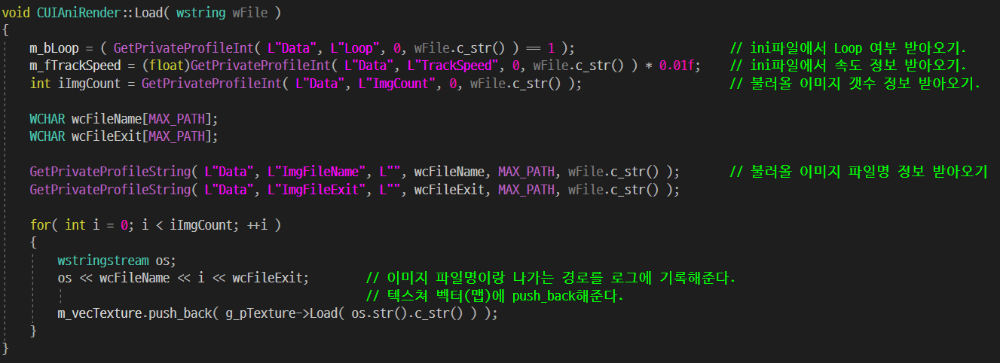 void CUIAniRender::Load( wstring wFile )
{
m_bLoop = ( GetPrivateProfileInt( L"Data", L"Loop", 0, wFile.c_str() ) == 1 ); // ini파일에서 Loop 여부 받아오기.
m_fTrackSpeed = (float)GetPrivateProfileInt( L"Data", L"TrackSpeed", 0, wFile.c_str() ) * 0.01f; // ini파일에서 속도 정보 받아오기.
int iImgCount = GetPrivateProfileInt( L"Data", L"ImgCount", 0, wFile.c_str() ); // 불러올 이미지 갯수 정보 받아오기.
WCHAR wcFileName[MAX_PATH];
WCHAR wcFileExit[MAX_PATH];
GetPrivateProfileString( L"Data", L"ImgFileName", L"", wcFileName, MAX_PATH, wFile.c_str() ); // 불러올 이미지 파일명 정보 받아오기
GetPrivateProfileString( L"Data", L"ImgFileExit", L"", wcFileExit, MAX_PATH, wFile.c_str() );
for( int i = 0; i < iImgCount; ++i )
{
wstringstream os;
os << wcFileName << i << wcFileExit; // 이미지 파일명이랑 나가는 경로를 로그에 기록해준다.
// 텍스쳐 벡터(맵)에 push_back해준다.
m_vecTexture.push_back( g_pTexture->Load( os.str().c_str() ) );
}
}